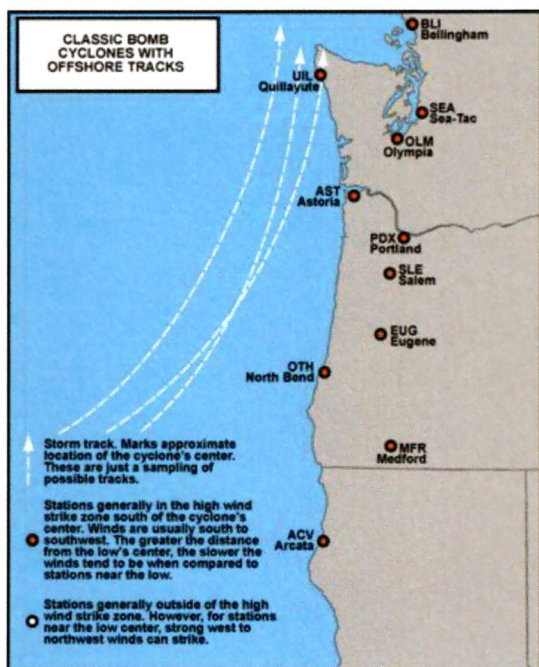 CLASSIC BOMB
CYCLONES WITH
OFFSHORE TRACKS
BLI
Bellingham
UIL
Quillayute
SEA
Sea-Tac
OLM
Olympia
AST
Astoria
PDX
Portland
SLE
Salem
EUG
Eugene
OTH
North Bend
MFR
Medford
ACV
Arcata
Storm track. Marks approximate
location of the cyclone's center.
These are just a sampling of
possible tracks.
Stations generally in the high wind
strike zone south of the cyclone's
center. Winds are usually south to
southwest. The greater the distance
from the low's center, the slower the
winds tend to be when compared to
stations near the low.
Stations generally outside of the high
wind strike zone. However, for stations
near the low center, strong west to
northwest winds can strike.